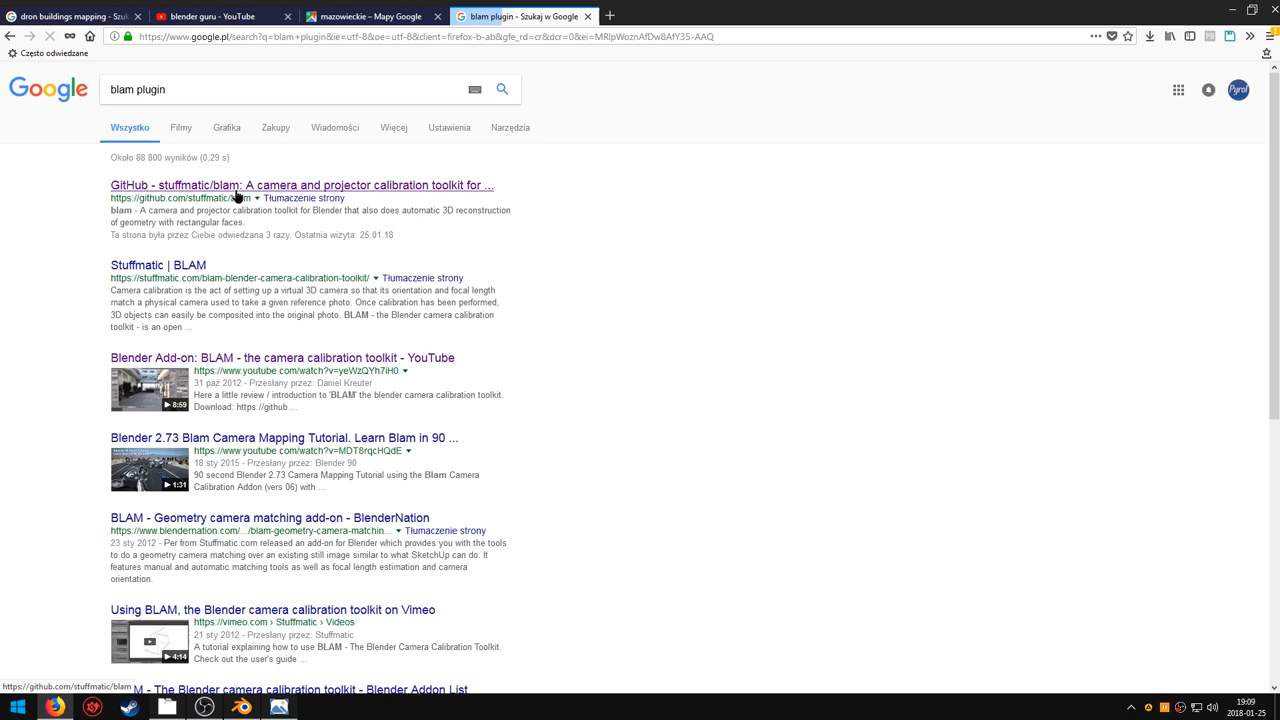 dron buildings mapping - Szuk
blender guru - YouTube
mazowieckie – Mapy Google
blam plugin - Szukaj w Google
https://www.google.pl/search?q=blam+plugin&ie=utf-8&oe=utf-8&client=firefox-b-ab&gfe_rd=cr&dcr=0&ei=MRlpWoznAfDw8AfY35-AAQ
Często odwiedzane
Google
blam plugin
Pyrol
Wszystko
Filmy
Grafika
Zakupy
Wiadomości
Więcej
Ustawienia
Narzędzia
Około 88 800 wyników (0,29 s)
GitHub - stuffmatic/blam: A camera and projector calibration toolkit for ...
https://github.com/stuffmatic/blam Tłumaczenie strony
blam - A camera and projector calibration toolkit for Blender that also does automatic 3D reconstruction
of geometry with rectangular faces.
Ta strona była przez Ciebie odwiedzana 3 razy. Ostatnia wizyta: 25.01.18
Stuffmatic | BLAM
https://stuffmatic.com/blam-blender-camera-calibration-toolkit/ Tłumaczenie strony
Camera calibration is the act of setting up a virtual 3D camera so that its orientation and focal length
match a physical camera used to take a given reference photo. Once calibration has been performed,
3D objects can easily be composited into the original photo. BLAM - the Blender camera calibration
toolkit - is an open ...
Blender Add-on: BLAM - the camera calibration toolkit - YouTube
https://www.youtube.com/watch?v=yeWzQYh7iH0
31 paź 2012 - Przesłany przez: Daniel Kreuter
Here a little review / introduction to 'BLAM' the blender camera calibration toolkit.
Download: https://github ...
8:59
Blender 2.73 Blam Camera Mapping Tutorial. Learn Blam in 90 ...
https://www.youtube.com/watch?v=MDT8rqcHQdE
18 sty 2015 - Przesłany przez: Blender 90
90 second Blender 2.73 Camera Mapping Tutorial using the Blam Camera
Calibration Addon (vers 06) with ...
1:31
BLAM - Geometry camera matching add-on - BlenderNation
https://www.blendernation.com/.../blam-geometry-camera-matchin... Tłumaczenie strony
23 sty 2012 - Per from Stuffmatic.com released an add-on for Blender which provides you with the tools
to do a geometry camera matching over an existing still image similar to what SketchUp can do. It
features manual and automatic matching tools as well as focal length estimation and camera
orientation.
Using BLAM, the Blender camera calibration toolkit on Vimeo
https://vimeo.com › Stuffmatic › Videos
21 sty 2012 - Przesłany przez: Stuffmatic
A tutorial explaining how to use BLAM - The Blender Camera Calibration Toolkit.
Check out the user's guide ...
4:14
M - The Blender camera calibration toolkit - Blender Addon List
https://github.com/stuffmatic/blam
19:09
2018-01-25